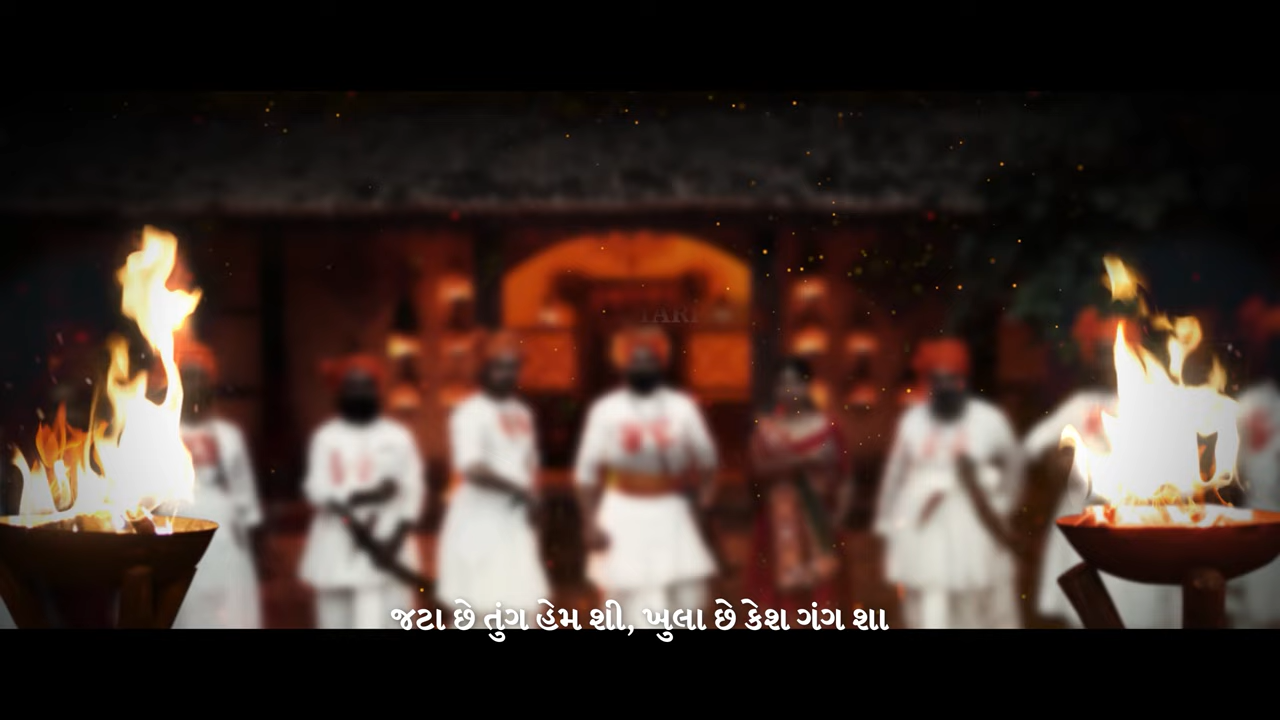 જટા છે તુંગ હેમ શી, ખુલા છે કેશ ગંગ શા